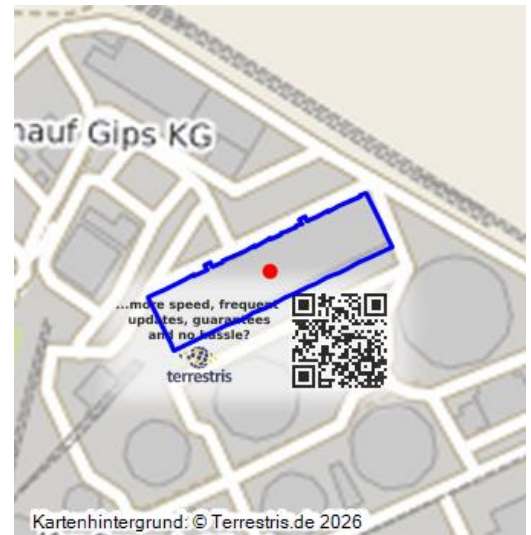 nauf Gips KG
...more speed, frequent
updates, guarantees
and no hassle?
terrestris
Kartenhintergrund: © Terrestris.de 2026